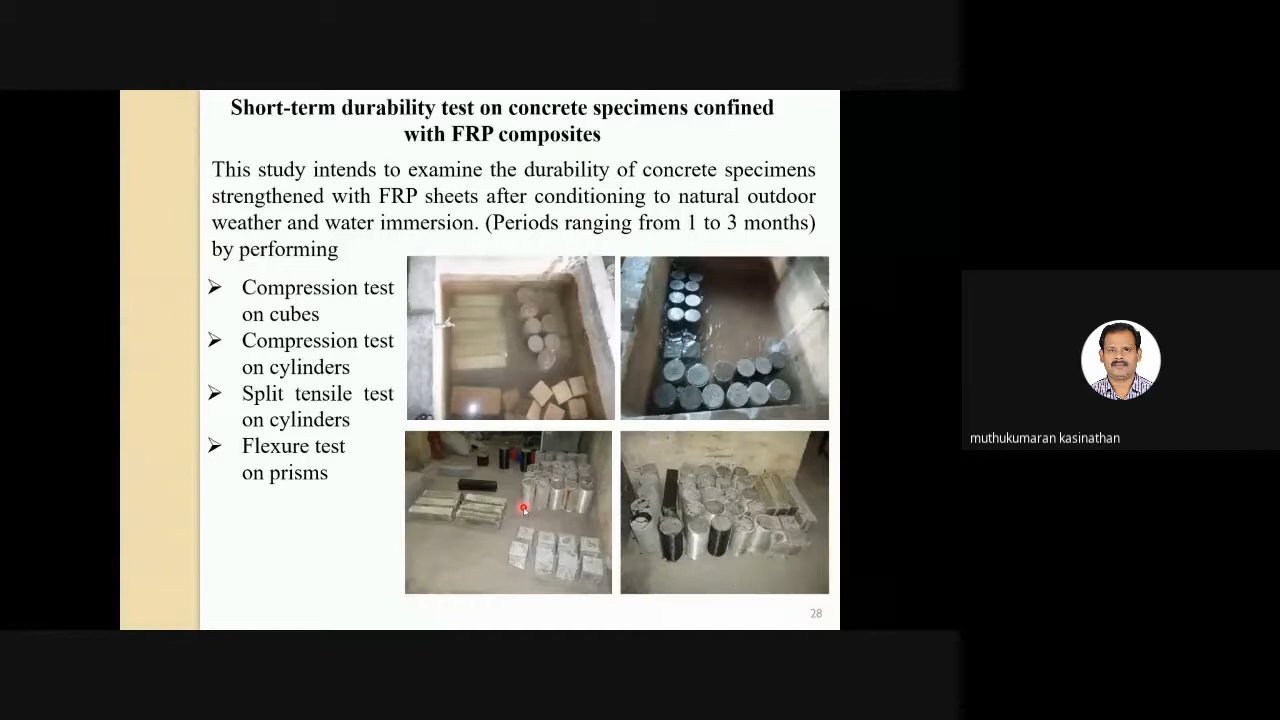 Short-term durability test on concrete specimens confined
with FRP composites
This study intends to examine the durability of concrete specimens
strengthened with FRP sheets after conditioning to natural outdoor
weather and water immersion. (Periods ranging from 1 to 3 months)
by performing
➢ Compression test
on cubes
➢ Compression test
on cylinders
➢ Split tensile test
on cylinders
➢ Flexure test
on prisms
28
muthukumaran kasinathan